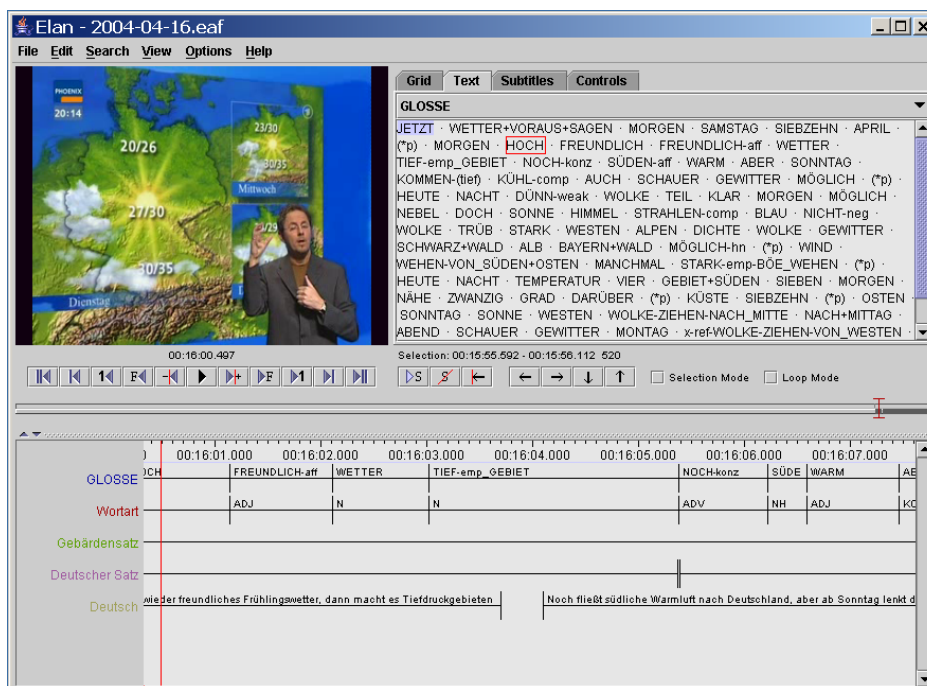 Elan - 2004-04-16.eaf
File Edit Search View Options Help
PHOENIX
20:14
20/26
23/30
30/35
Mittwoch
27/30
30/35
Dienstag
Grid Text Subtitles Controls
GLOSSE
JETZT · WETTER+VORAUS+SAGEN · MORGEN · SAMSTAG · SIEBZEHN · APRIL ·
(*p) · MORGEN · HOCH · FREUNDLICH · FREUNDLICH-aff · WETTER ·
TIEF-emp_GEBIET · NOCH-konz · SÜDEN-aff · WARM · ABER · SONNTAG ·
KOMMEN-(tief) · KÜHL-comp · AUCH · SCHAUER · GEWITTER · MÖGLICH · (*p) ·
HEUTE · NACHT · DÜNN-weak · WOLKE · TEIL · KLAR · MORGEN · MÖGLICH ·
NEBEL · DOCH · SONNE · HIMMEL · STRAHLEN-comp · BLAU · NICHT-neg ·
WOLKE · TRÜB · STARK · WESTEN · ALPEN · DICHTE · WOLKE · GEWITTER ·
SCHWARZ+WALD · ALB · BAYERN+WALD · MÖGLICH-hn · (*p) · WIND ·
WEHEN-VON_SÜDEN+OSTEN · MANCHMAL · STARK-emp-BÖE_WEHEN · (*p) ·
HEUTE · NACHT · TEMPERATUR · VIER · GEBIET+SÜDEN · SIEBEN · MORGEN ·
NÄHE · ZWANZIG · GRAD · DARÜBER · (*p) · KÜSTE · SIEBZEHN · (*p) · OSTEN
· SONNTAG · SONNE · WESTEN · WOLKE-ZIEHEN-NACH_MITTE · NACH+MITTAG ·
ABEND · SCHAUER · GEWITTER · MONTAG · x-ref-WOLKE-ZIEHEN-VON_WESTEN ·
00:16:00.497
Selection: 00:15:55.592 - 00:15:56.112 520
1 F - + F 1 S S
Selection Mode Loop Mode
00:16:01.000 00:16:02.000 00:16:03.000 00:16:04.000 00:16:05.000 00:16:06.000 00:16:07.000
GLOSSE OCH FREUNDLICH-aff WETTER TIEF-emp_GEBIET NOCH-konz SÜDE WARM AE
Wortart ADJ N N ADV NH ADJ KO
Gebärdensatz
Deutscher Satz
Deutsch wieder freundliches Frühlingswetter, dann macht es Tiefdruckgebieten Noch fließt südliche Warmluft nach Deutschland, aber ab Sonntag lenkt d